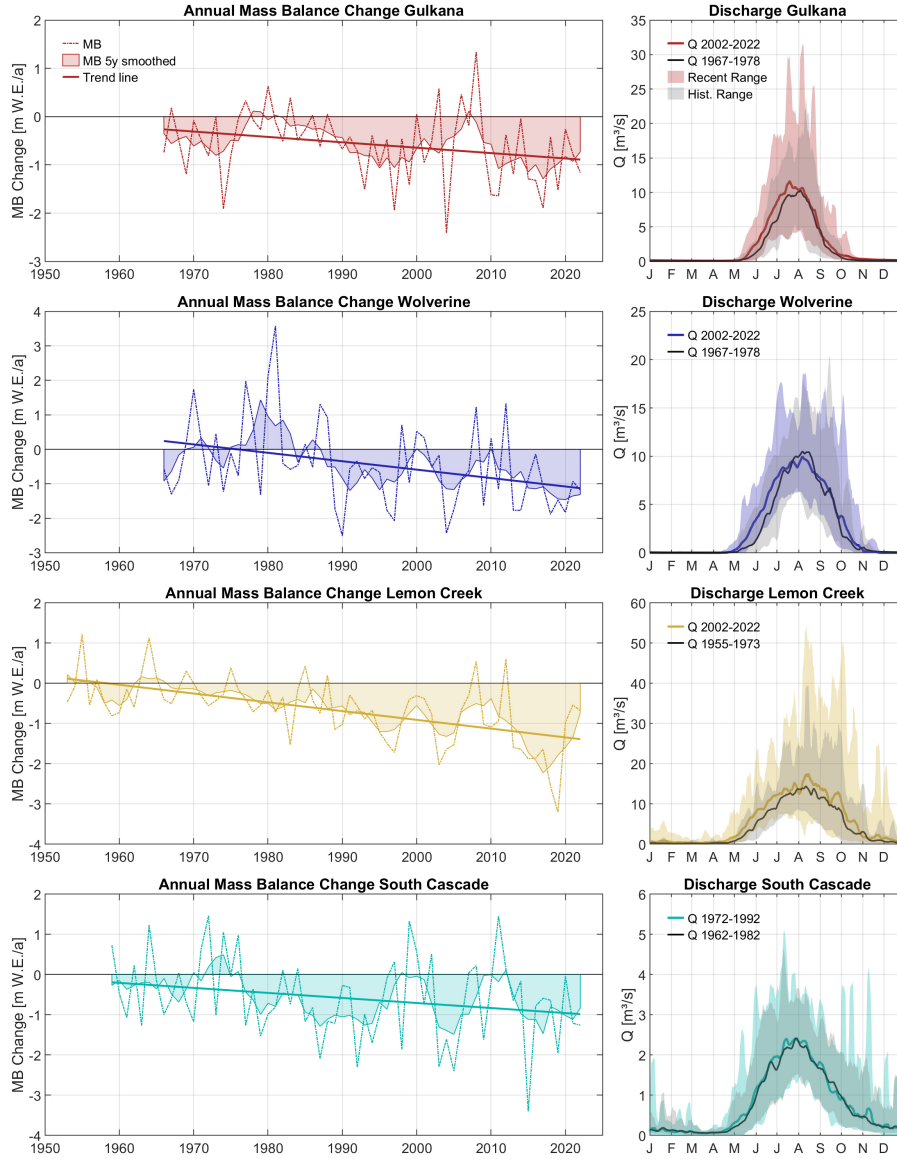 Annual Mass Balance Change Gulkana
MB Change [m W.E./a]
2
1
0
-1
-2
-3
MB
MB 5y smoothed
Trend line
1950 1960 1970 1980 1990 2000 2010 2020
Discharge Gulkana
Q [m³/s]
35
30
25
20
15
10
5
0
Q 2002-2022
Q 1967-1978
Recent Range
Hist. Range
J F M A M J J A S O N D
Annual Mass Balance Change Wolverine
MB Change [m W.E./a]
4
3
2
1
0
-1
-2
-3
1950 1960 1970 1980 1990 2000 2010 2020
Discharge Wolverine
Q [m³/s]
25
20
15
10
5
0
Q 2002-2022
Q 1967-1978
J F M A M J J A S O N D
Annual Mass Balance Change Lemon Creek
MB Change [m W.E./a]
2
1
0
-1
-2
-3
-4
1950 1960 1970 1980 1990 2000 2010 2020
Discharge Lemon Creek
Q [m³/s]
60
50
40
30
20
10
0
Q 2002-2022
Q 1955-1973
J F M A M J J A S O N D
Annual Mass Balance Change South Cascade
MB Change [m W.E./a]
2
1
0
-1
-2
-3
-4
1950 1960 1970 1980 1990 2000 2010 2020
Discharge South Cascade
Q [m³/s]
6
5
4
3
2
1
0
Q 1972-1992
Q 1962-1982
J F M A M J J A S O N D